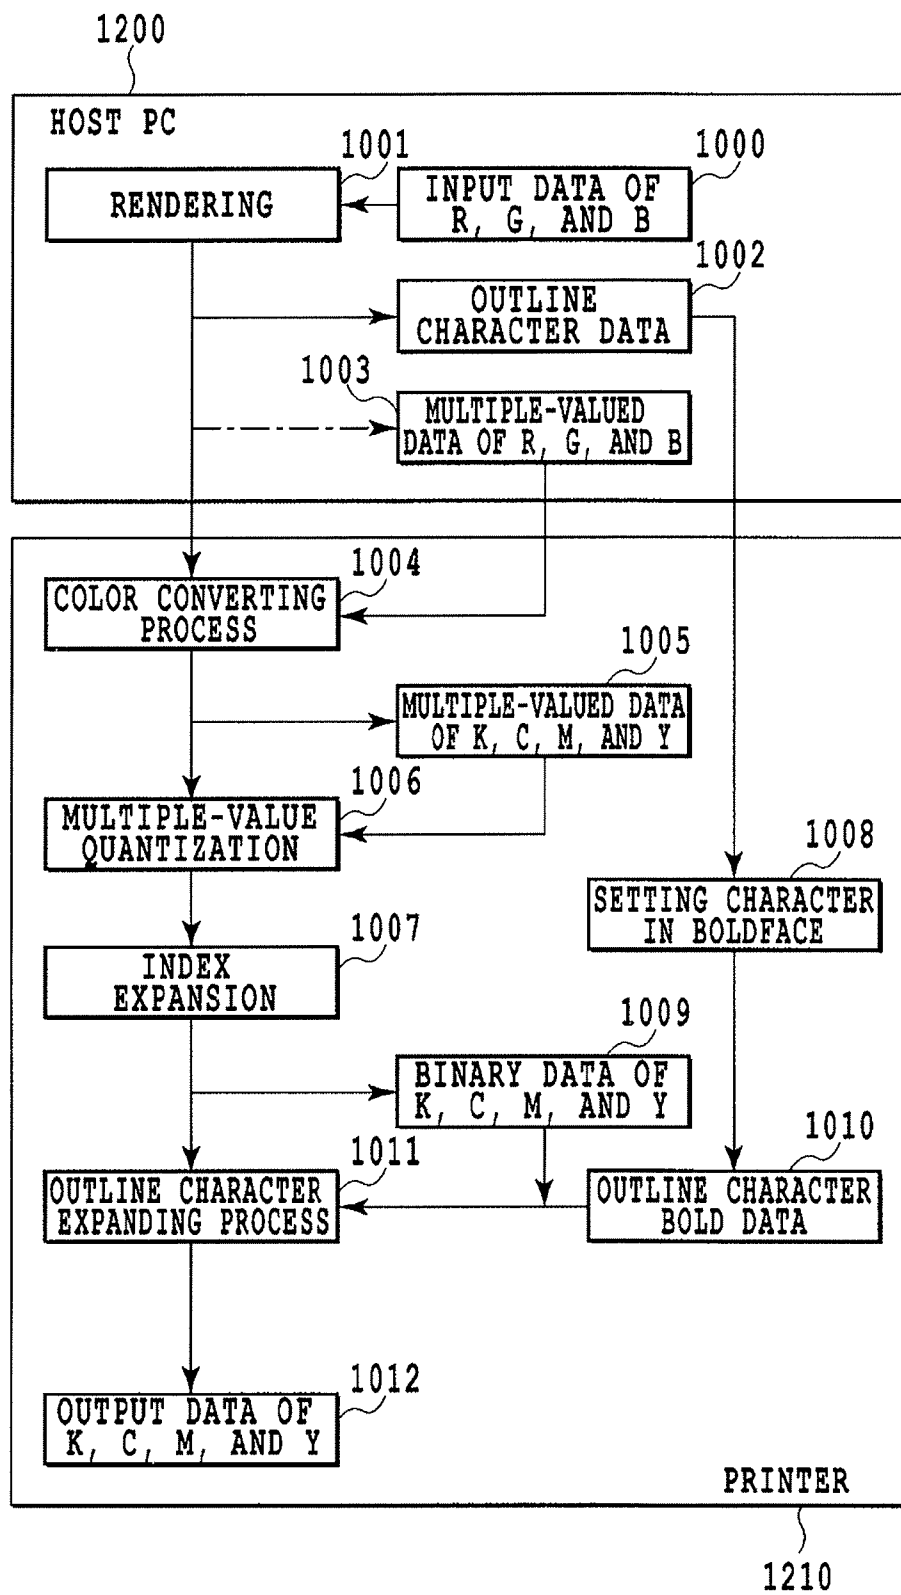 1200
HOST PC
1001
1000
RENDERING
INPUT DATA OF
R, G, AND B
1002
OUTLINE
CHARACTER DATA
1003
MULTIPLE-VALUED
DATA OF R, G, AND B
1004
COLOR CONVERTING
PROCESS
1005
MULTIPLE-VALUED DATA
OF K, C, M, AND Y
1006
MULTIPLE-VALUE
QUANTIZATION
1008
SETTING CHARACTER
IN BOLDFACE
1007
INDEX
EXPANSION
1009
BINARY DATA OF
K, C, M, AND Y
1011
1010
OUTLINE CHARACTER
EXPANDING PROCESS
OUTLINE CHARACTER
BOLD DATA
1012
OUTPUT DATA OF
K, C, M, AND Y
PRINTER
1210